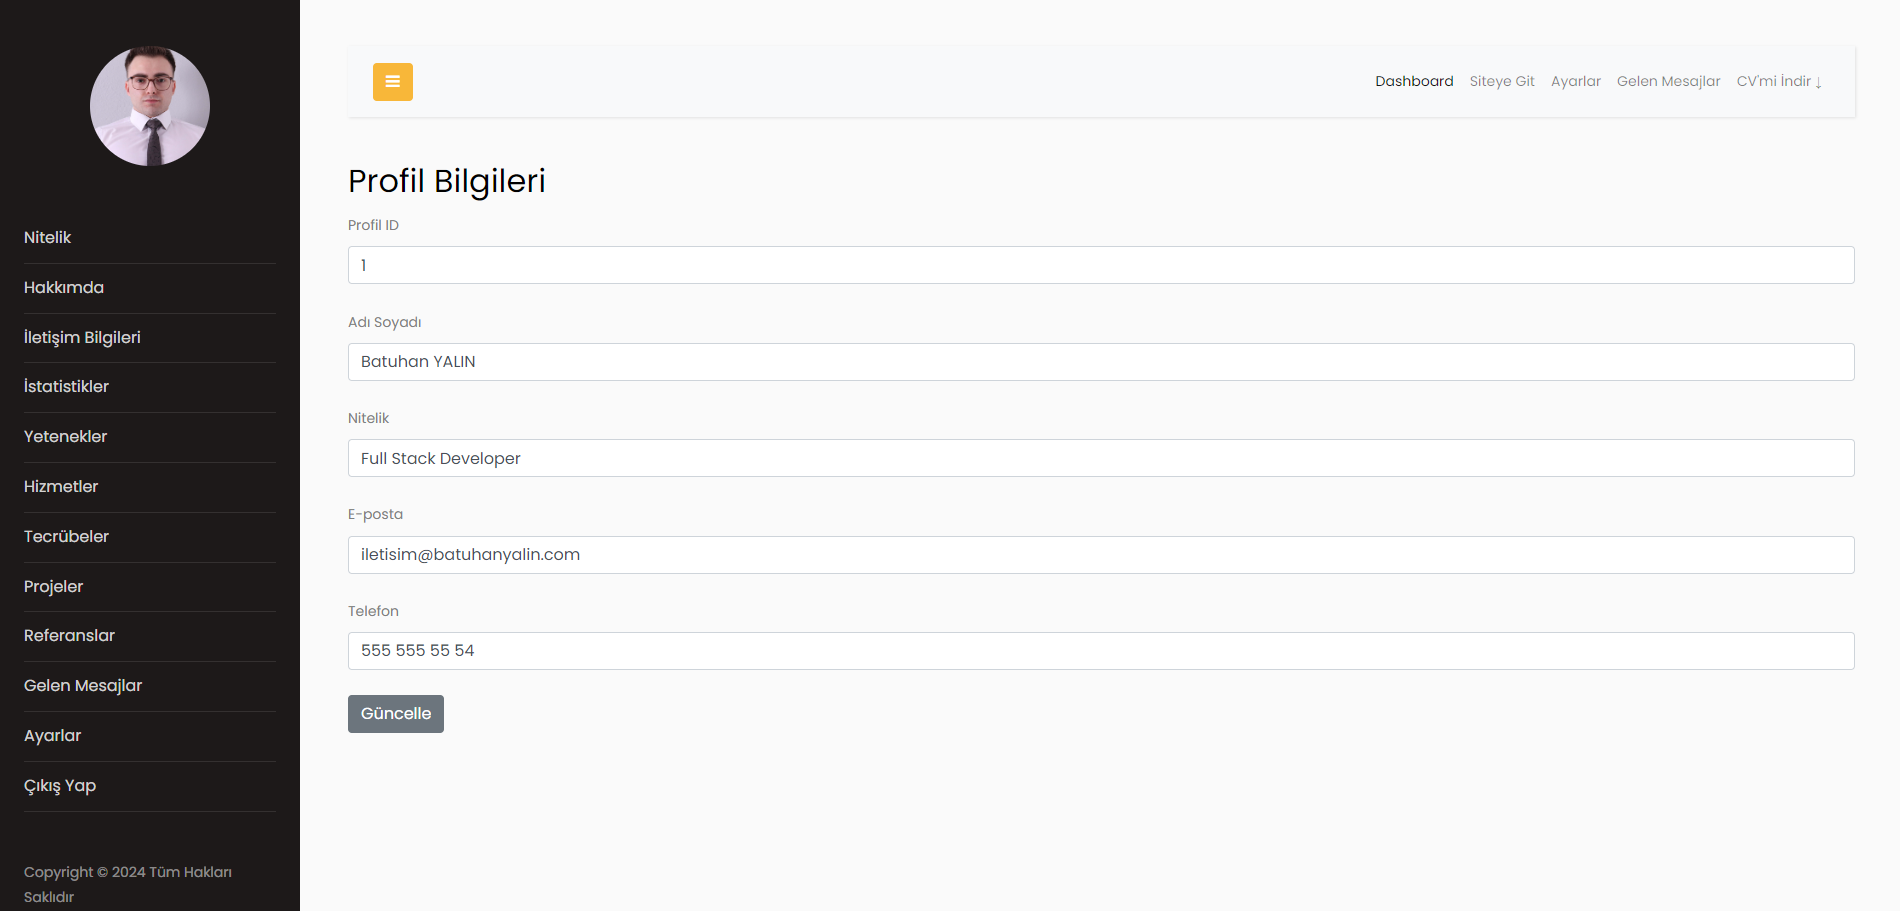 Nitelik
Hakkımda
İletişim Bilgileri
İstatistikler
Yetenekler
Hizmetler
Tecrübeler
Projeler
Referanslar
Gelen Mesajlar
Ayarlar
Çıkış Yap
Copyright © 2024 Tüm Hakları
Saklıdır
Dashboard Siteye Git Ayarlar Gelen Mesajlar CV'mi İndir ↓
Profil Bilgileri
Profil ID
1
Adı Soyadı
Batuhan YALIN
Nitelik
Full Stack Developer
E-posta
iletisim@batuhanyalin.com
Telefon
555 555 55 54
Güncelle